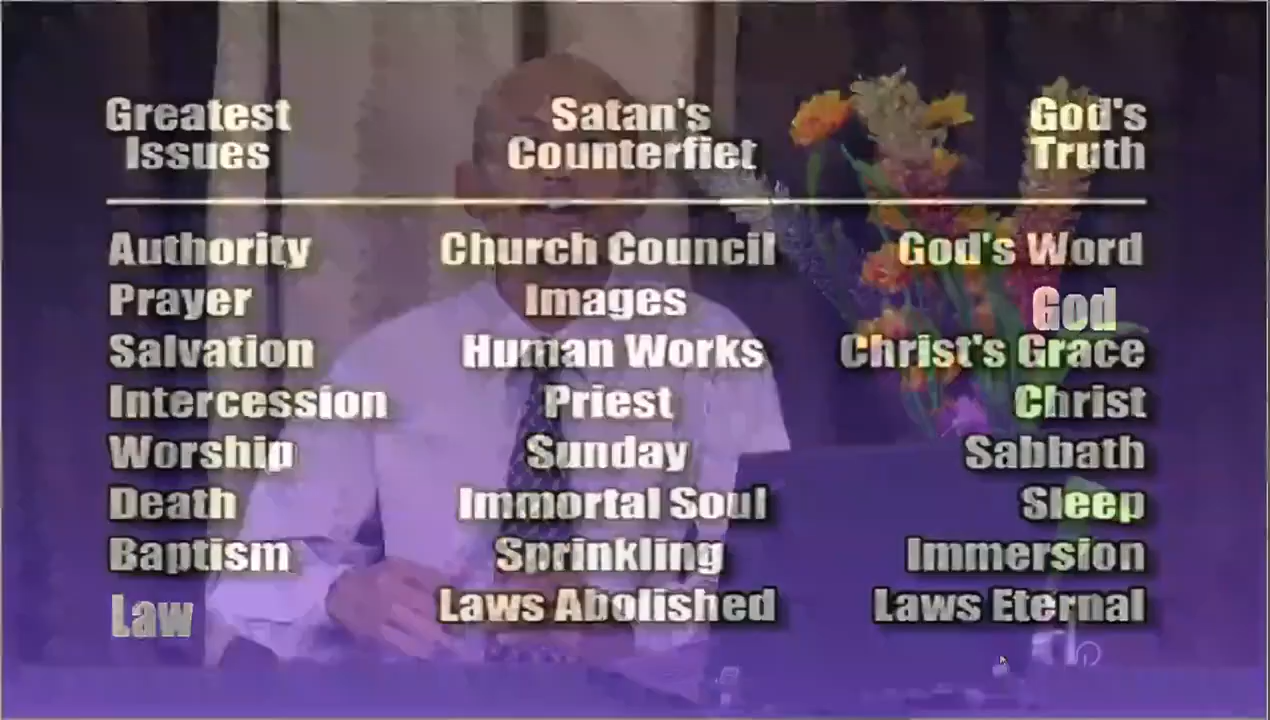 Greatest Issues Satan's Counterfiet God's Truth
Authority Church Council God's Word
Prayer Images God
Salvation Human Works Christ's Grace
Intercession Priest Christ
Worship Sunday Sabbath
Death Immortal Soul Sleep
Baptism Sprinkling Immersion
Law Laws Abolished Laws Eternal